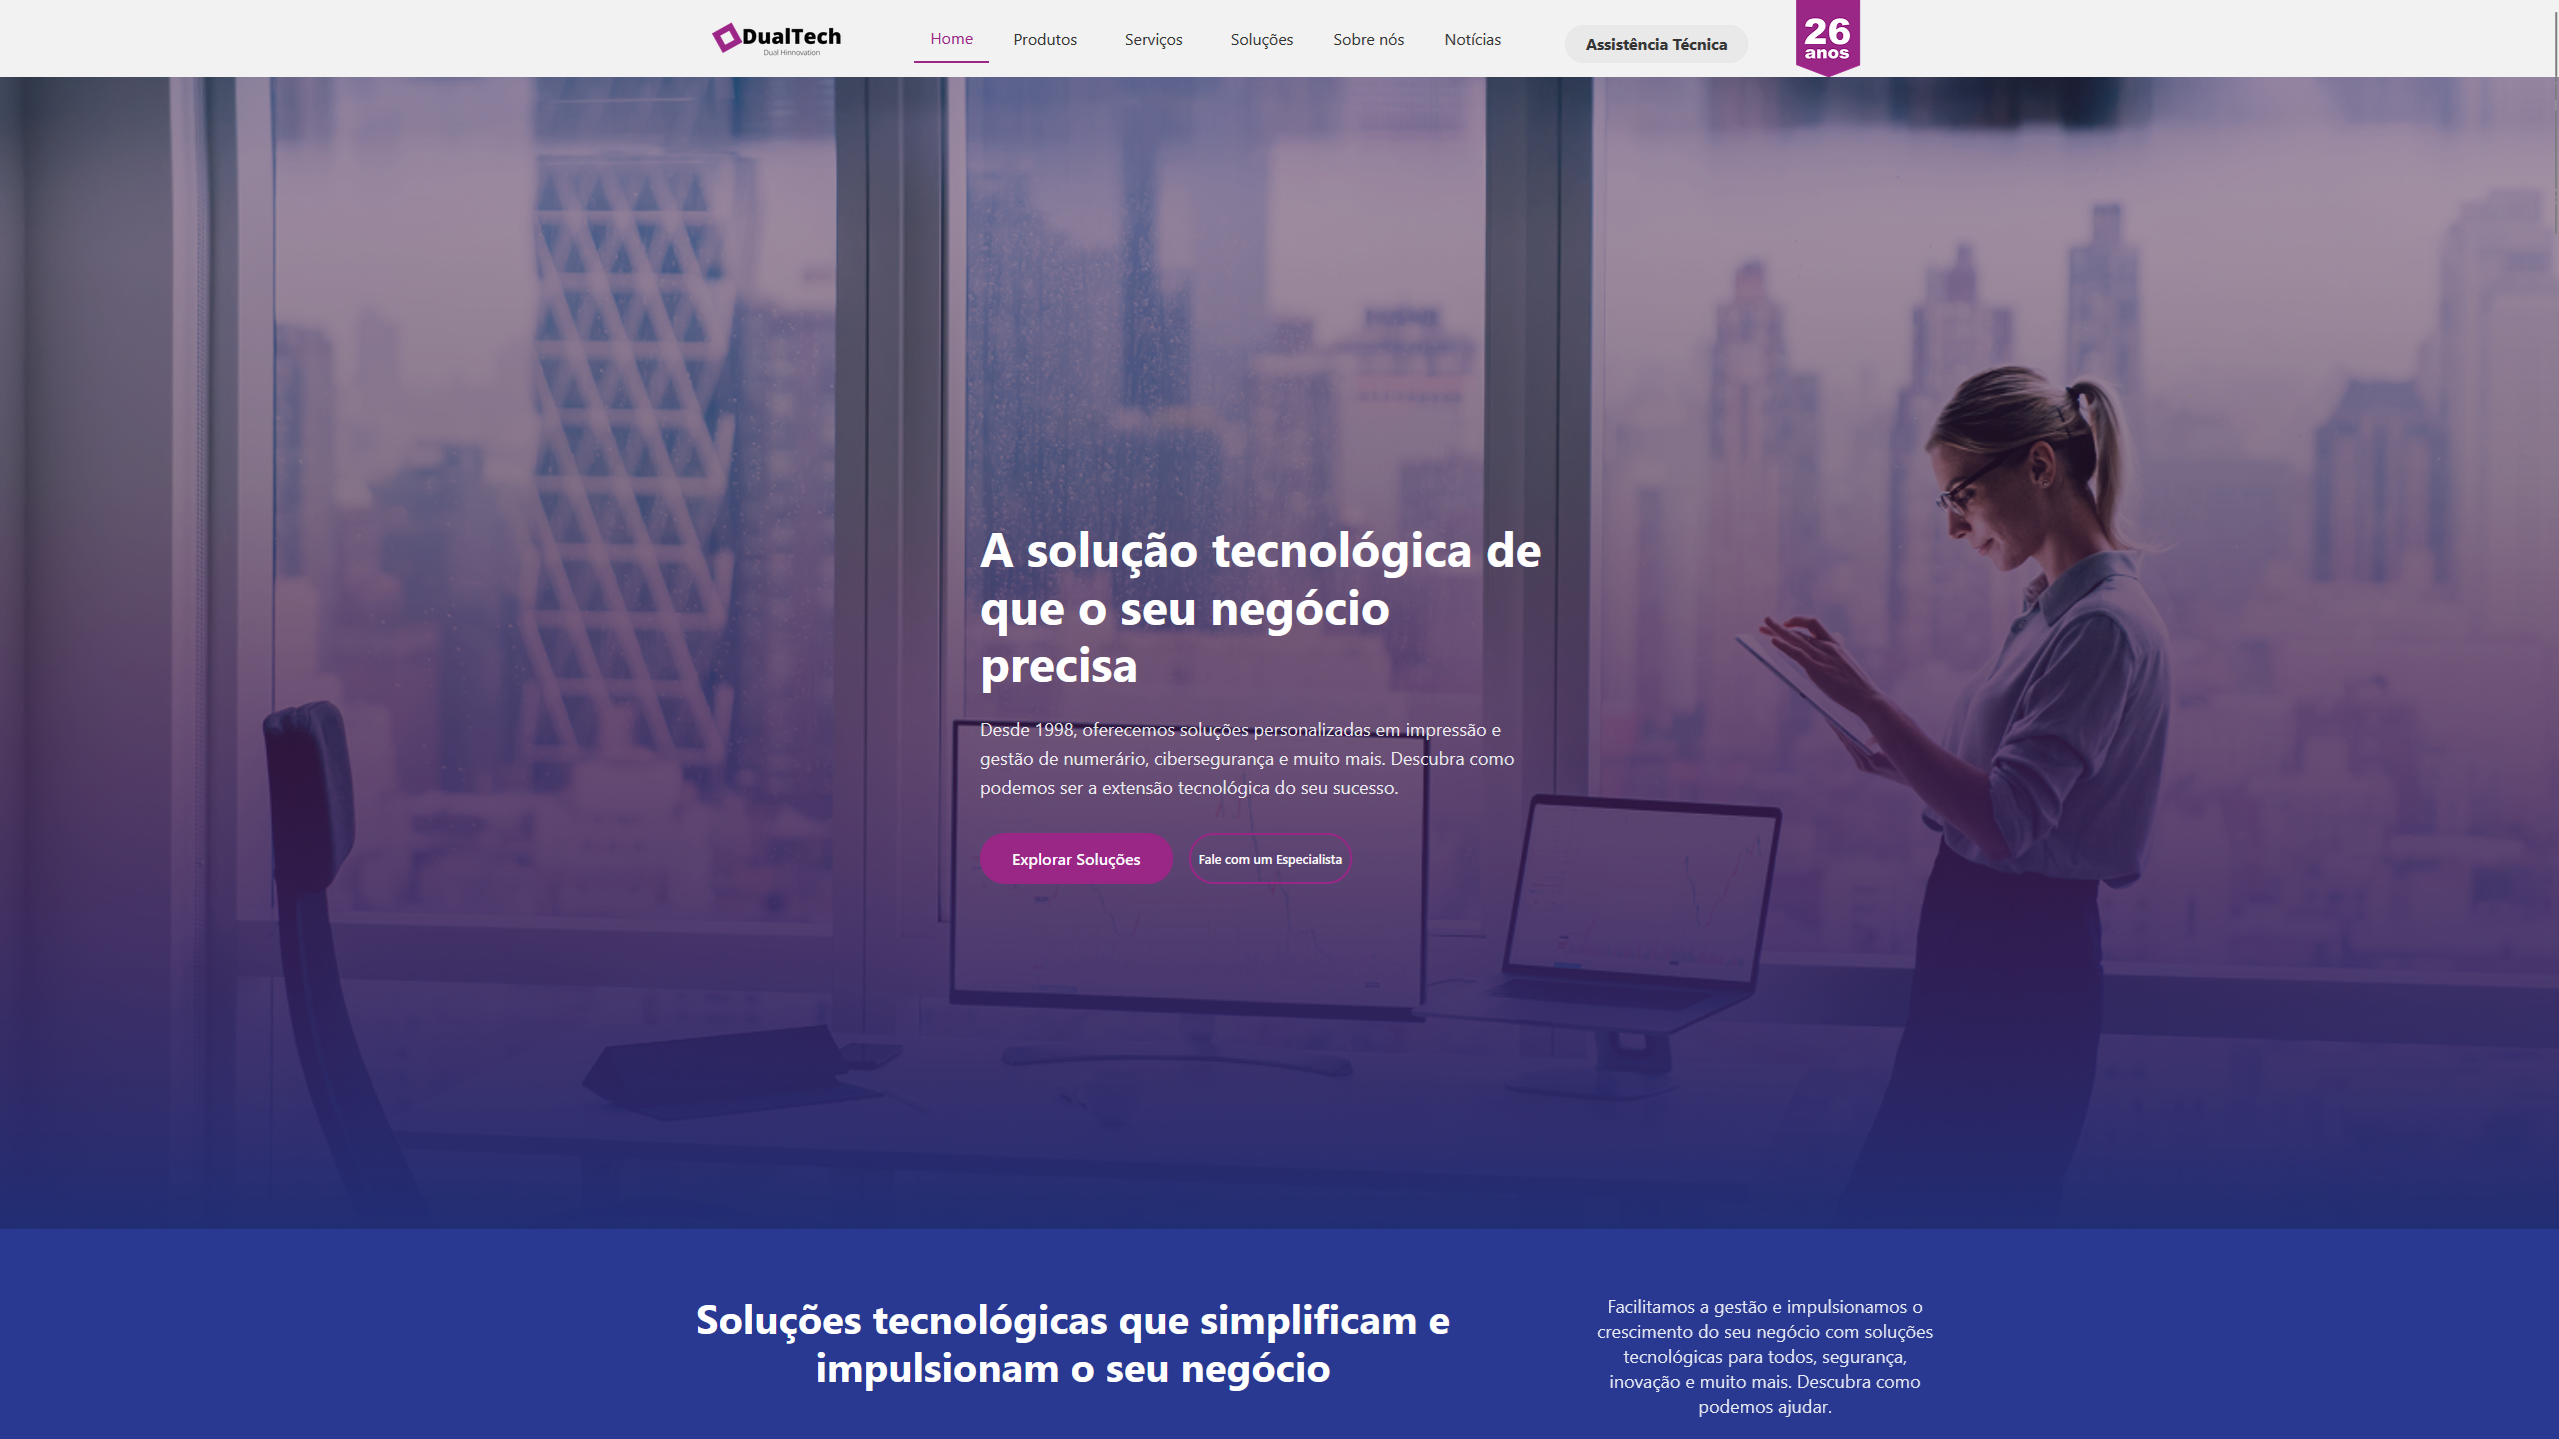 DualTech
Dual Hinnovation
Home
Produtos
Serviços
Soluções
Sobre nós
Notícias
Assistência Técnica
26
anos
A solução tecnológica de
que o seu negócio
precisa
Desde 1998, oferecemos soluções personalizadas em impressão e
gestão de numerário, cibersegurança e muito mais. Descubra como
podemos ser a extensão tecnológica do seu sucesso.
Explorar Soluções
Fale com um Especialista
Soluções tecnológicas que simplificam e
impulsionam o seu negócio
Facilitamos a gestão e impulsionamos o
crescimento do seu negócio com soluções
tecnológicas para todos, segurança,
inovação e muito mais. Descubra como
podemos ajudar.